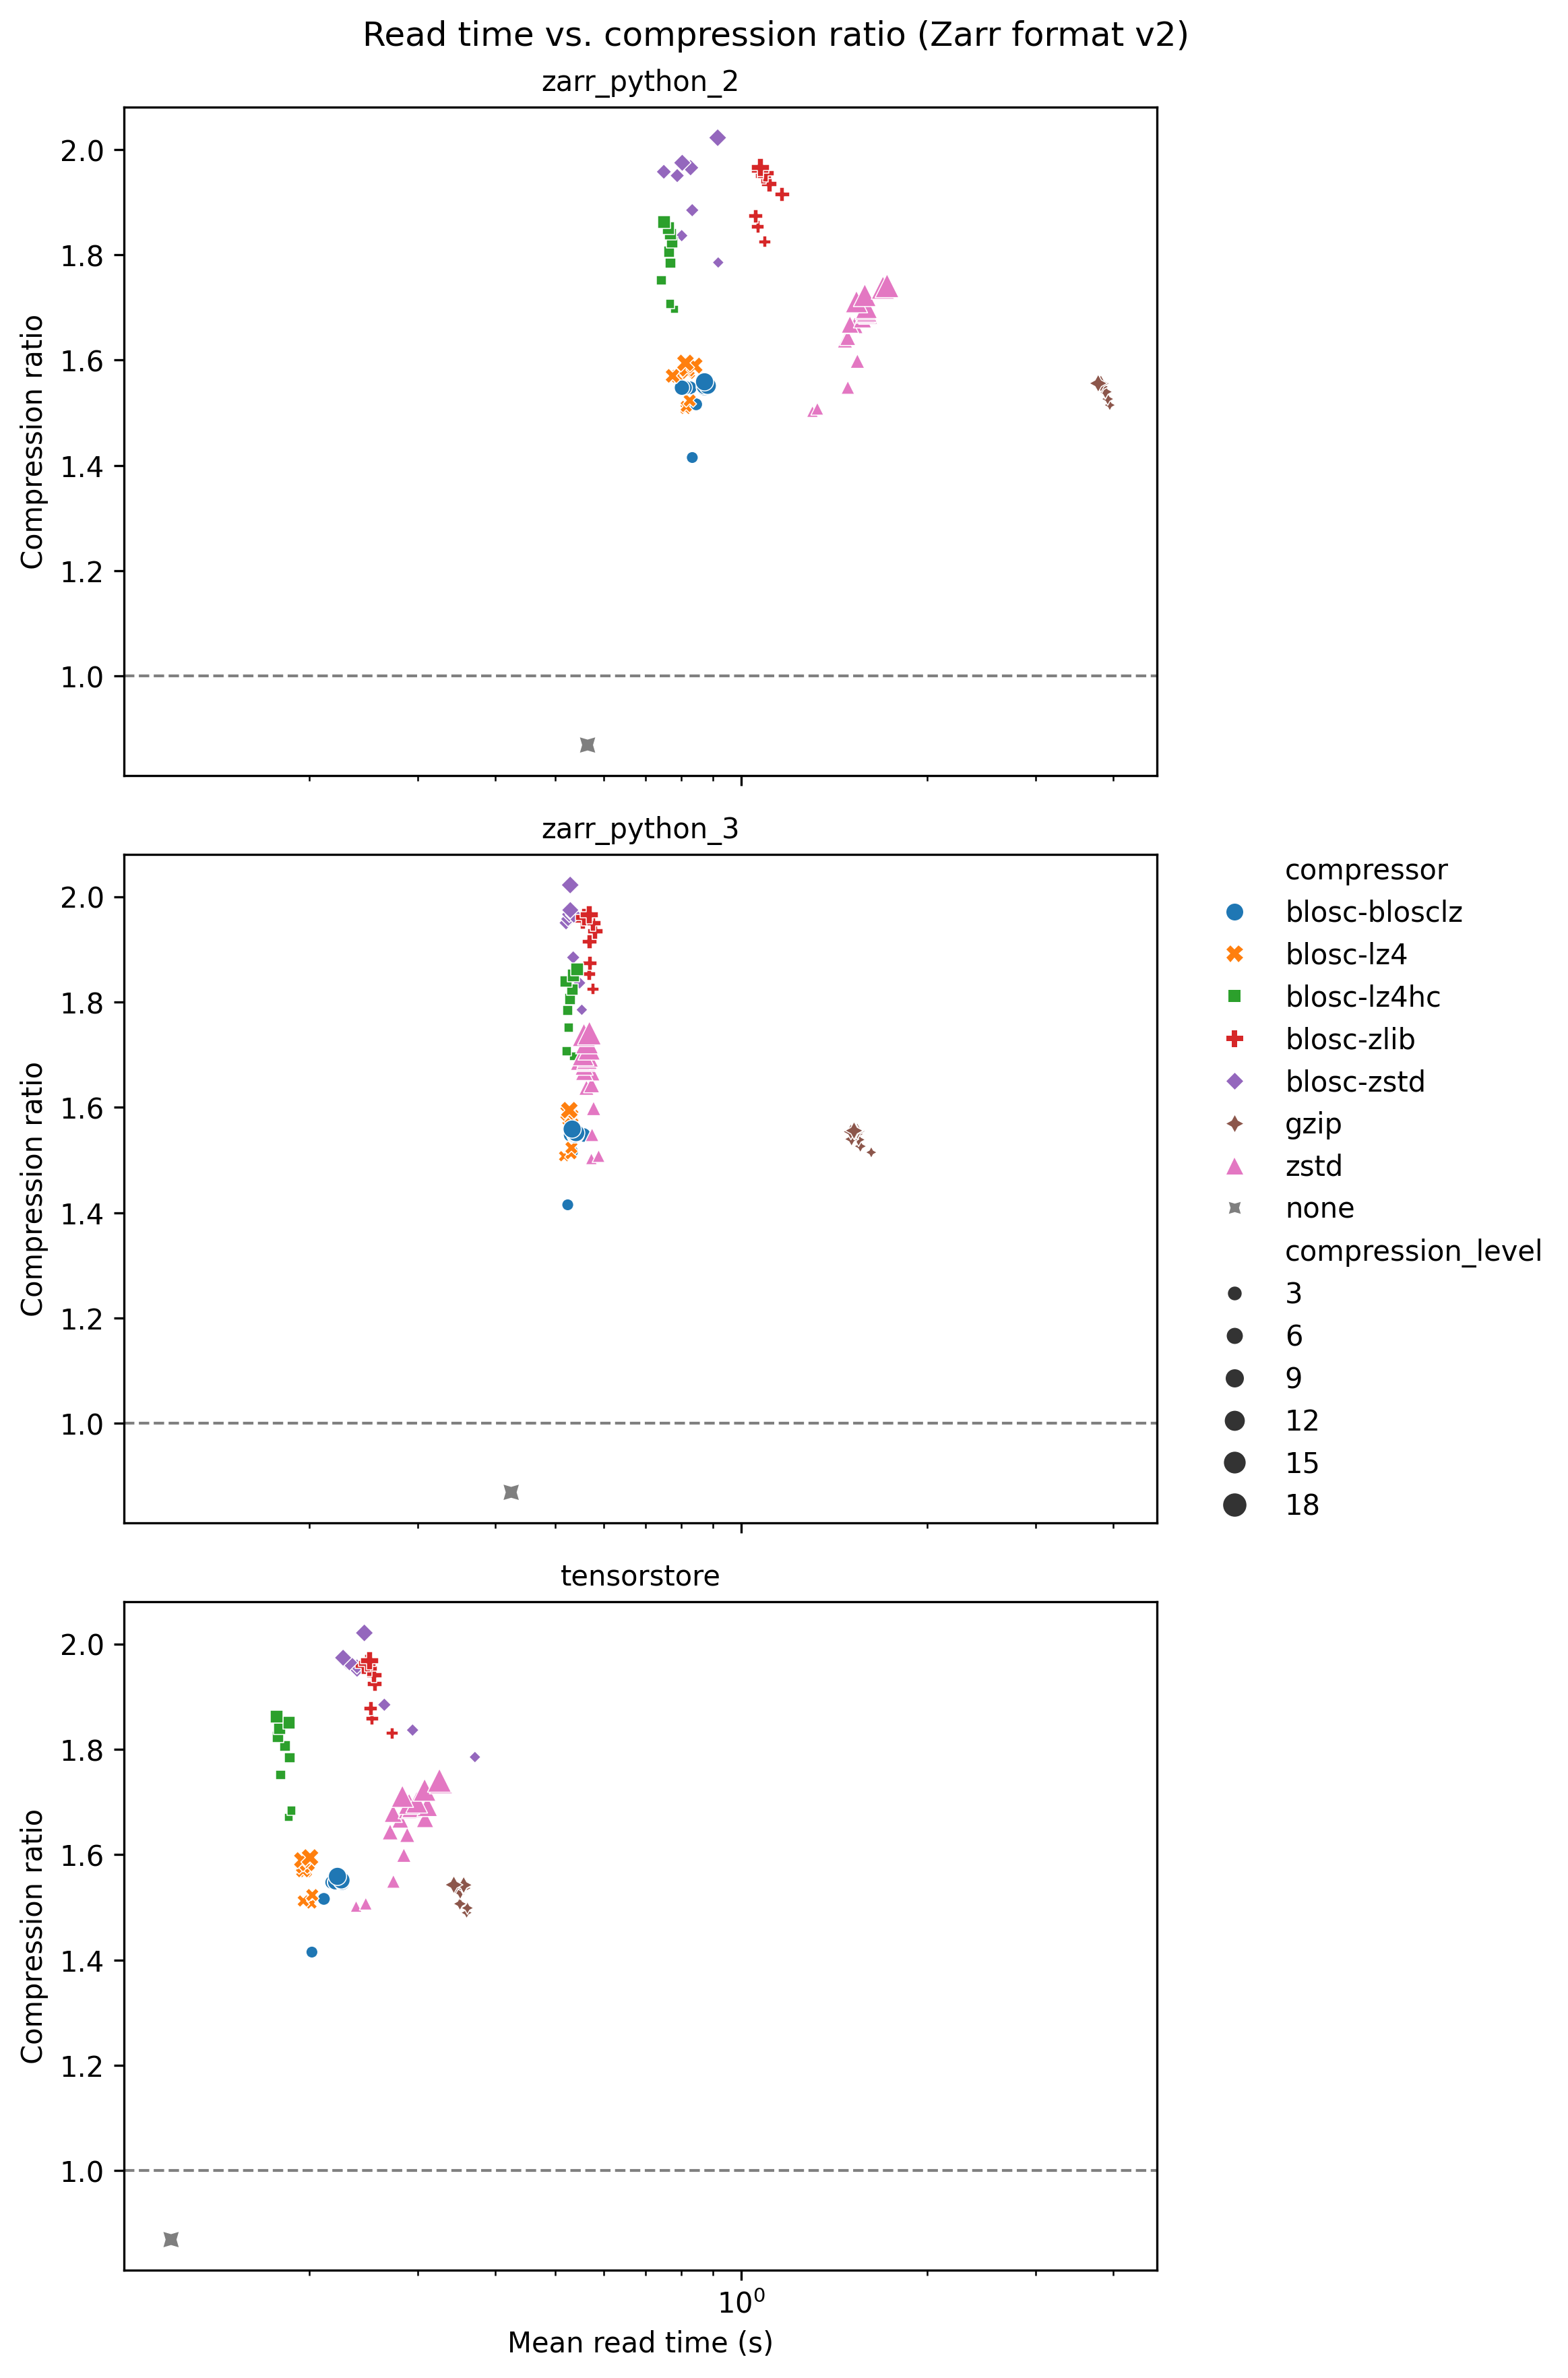 Read time vs. compression ratio (Zarr format v2)
zarr_python_2
Compression ratio
2.0
1.8
1.6
1.4
1.2
1.0
zarr_python_3
Compression ratio
2.0
1.8
1.6
1.4
1.2
1.0
compressor
blosc-blosclz
blosc-lz4
blosc-lz4hc
blosc-zlib
blosc-zstd
gzip
zstd
none
compression_level
3
6
9
12
15
18
tensorstore
Compression ratio
2.0
1.8
1.6
1.4
1.2
1.0
10⁰
Mean read time (s)